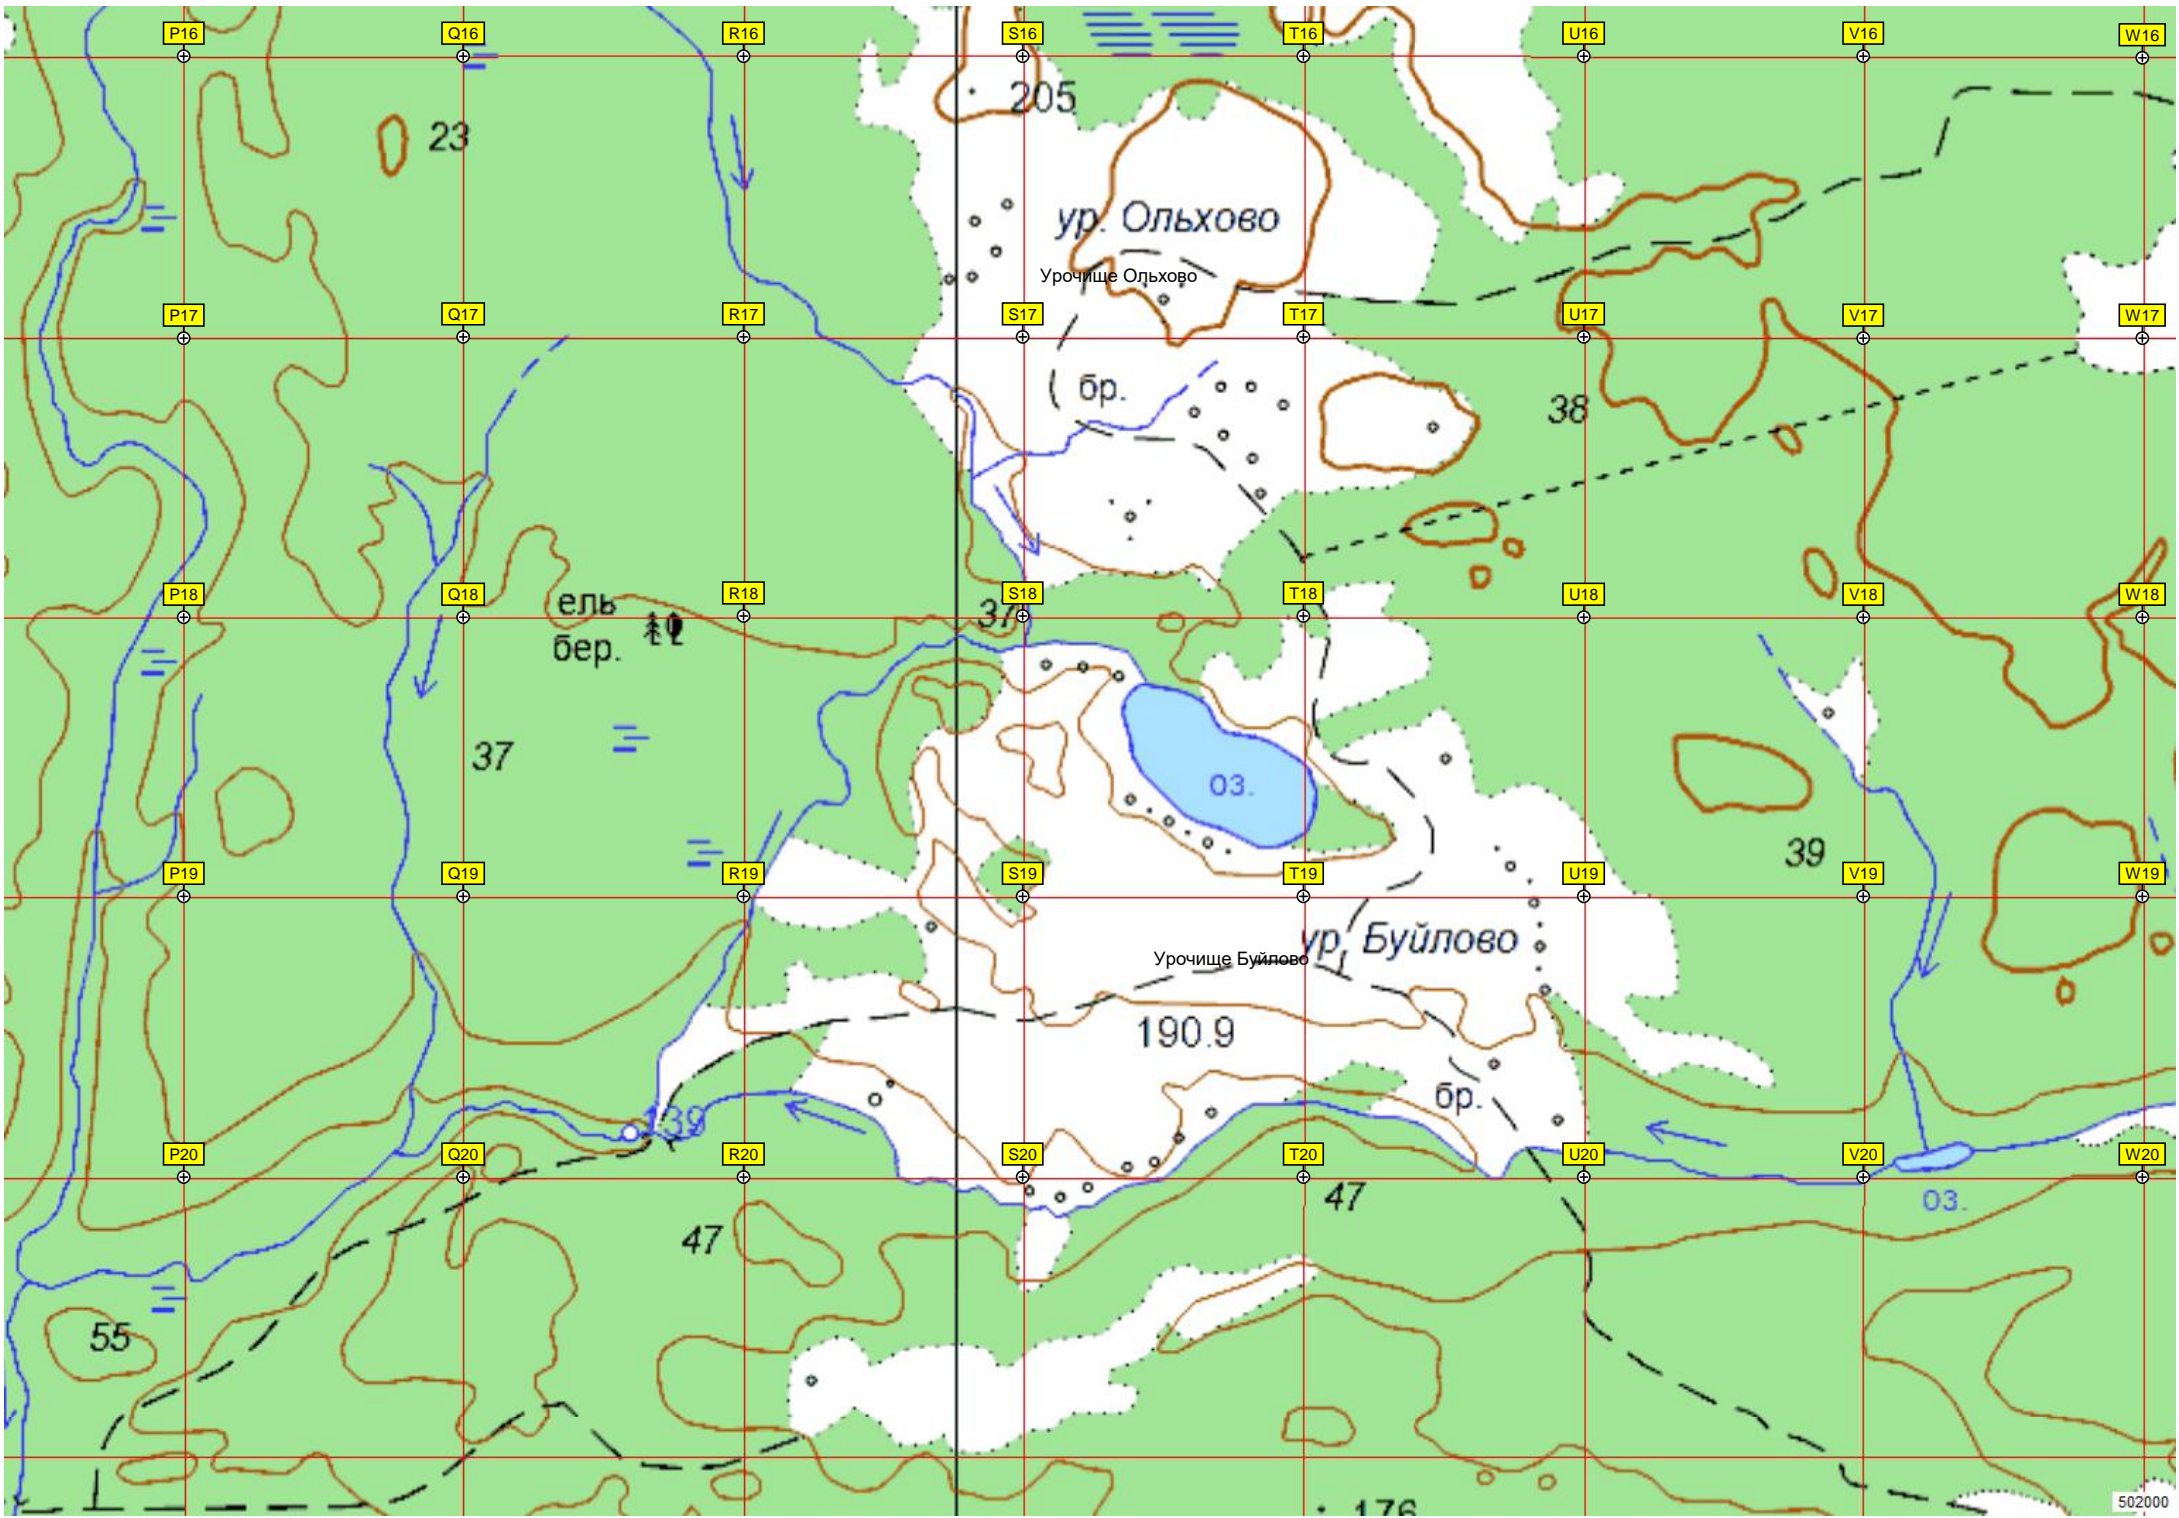 P16 Q16 R16 S16 T16 U16 V16 W16
205
23
ур. Ольхово
Урочище Ольхово
P17 Q17 R17 S17 T17 U17 V17 W17
бр.
38
P18 Q18 R18 S18 T18 U18 V18 W18
ель
бер.
37
37
оз.
39
P19 Q19 R19 S19 T19 U19 V19 W19
ур. Буйлово
Урочище Буйлово
190.9
бр.
139
P20 Q20 R20 S20 T20 U20 V20 W20
47
47
оз.
55
176
502000